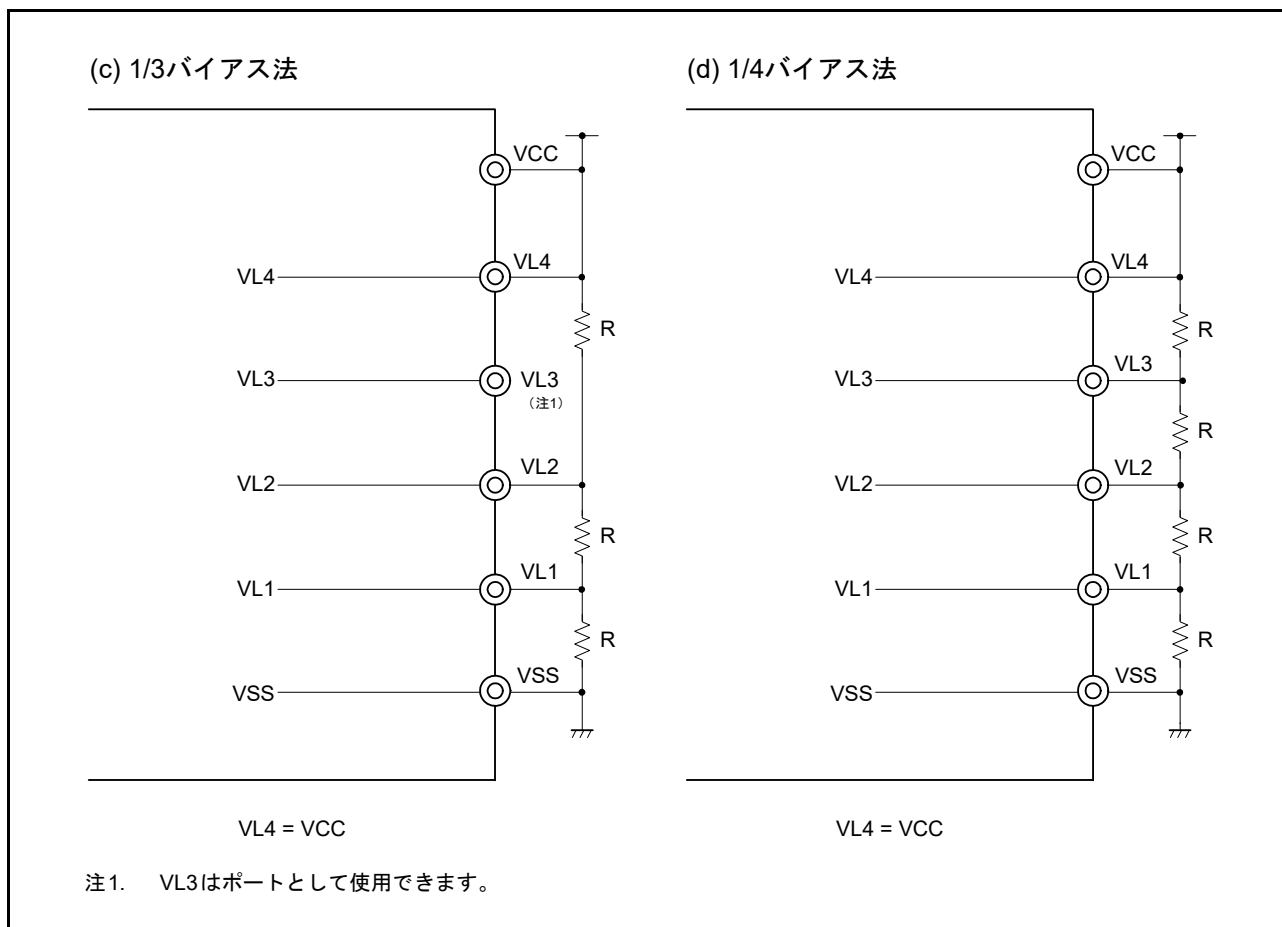 (c) 1/3バイアス法
VCC
VL4
VL4
R
VL3
VL3
(注1)
VL2
VL2
R
VL1
VL1
R
VSS
VSS
VL4 = VCC
(d) 1/4バイアス法
VCC
VL4
VL4
R
VL3
VL3
R
VL2
VL2
R
VL1
VL1
R
VSS
VSS
VL4 = VCC
注1. VL3はポートとして使用できます。